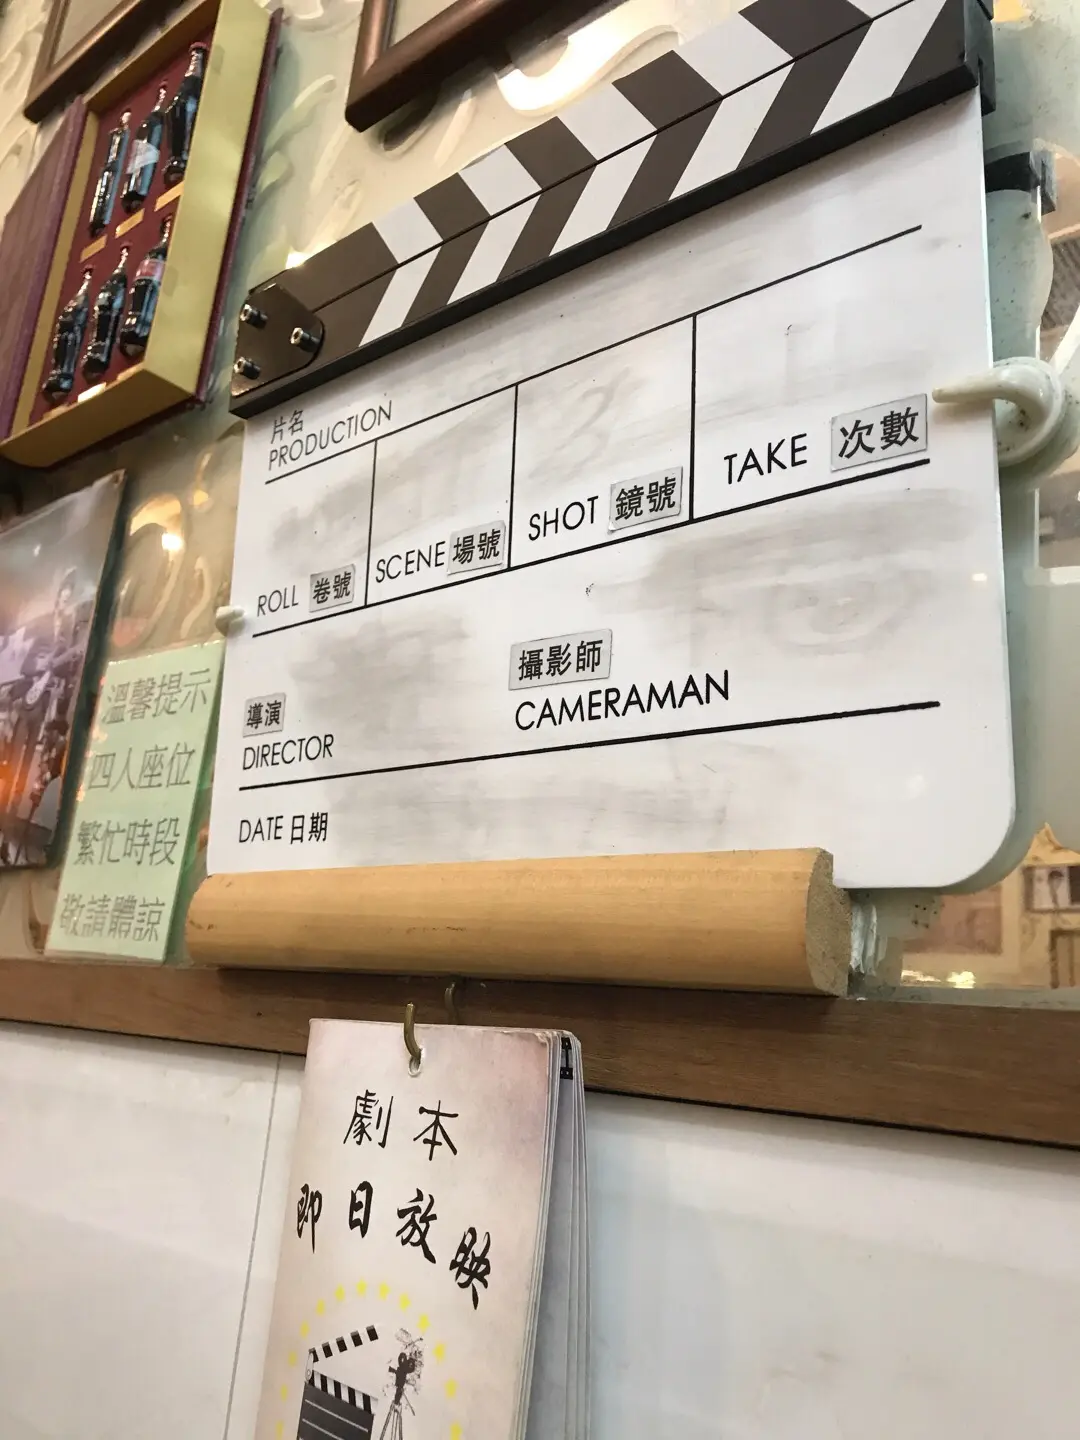 片名
PRODUCTION
ROLL 卷號
SCENE 場號
SHOT 鏡號
TAKE 次數
導演
DIRECTOR
攝影師
CAMERAMAN
DATE 日期
溫馨提示
四人座位
繁忙時段
敬請體諒
劇本
即日放映